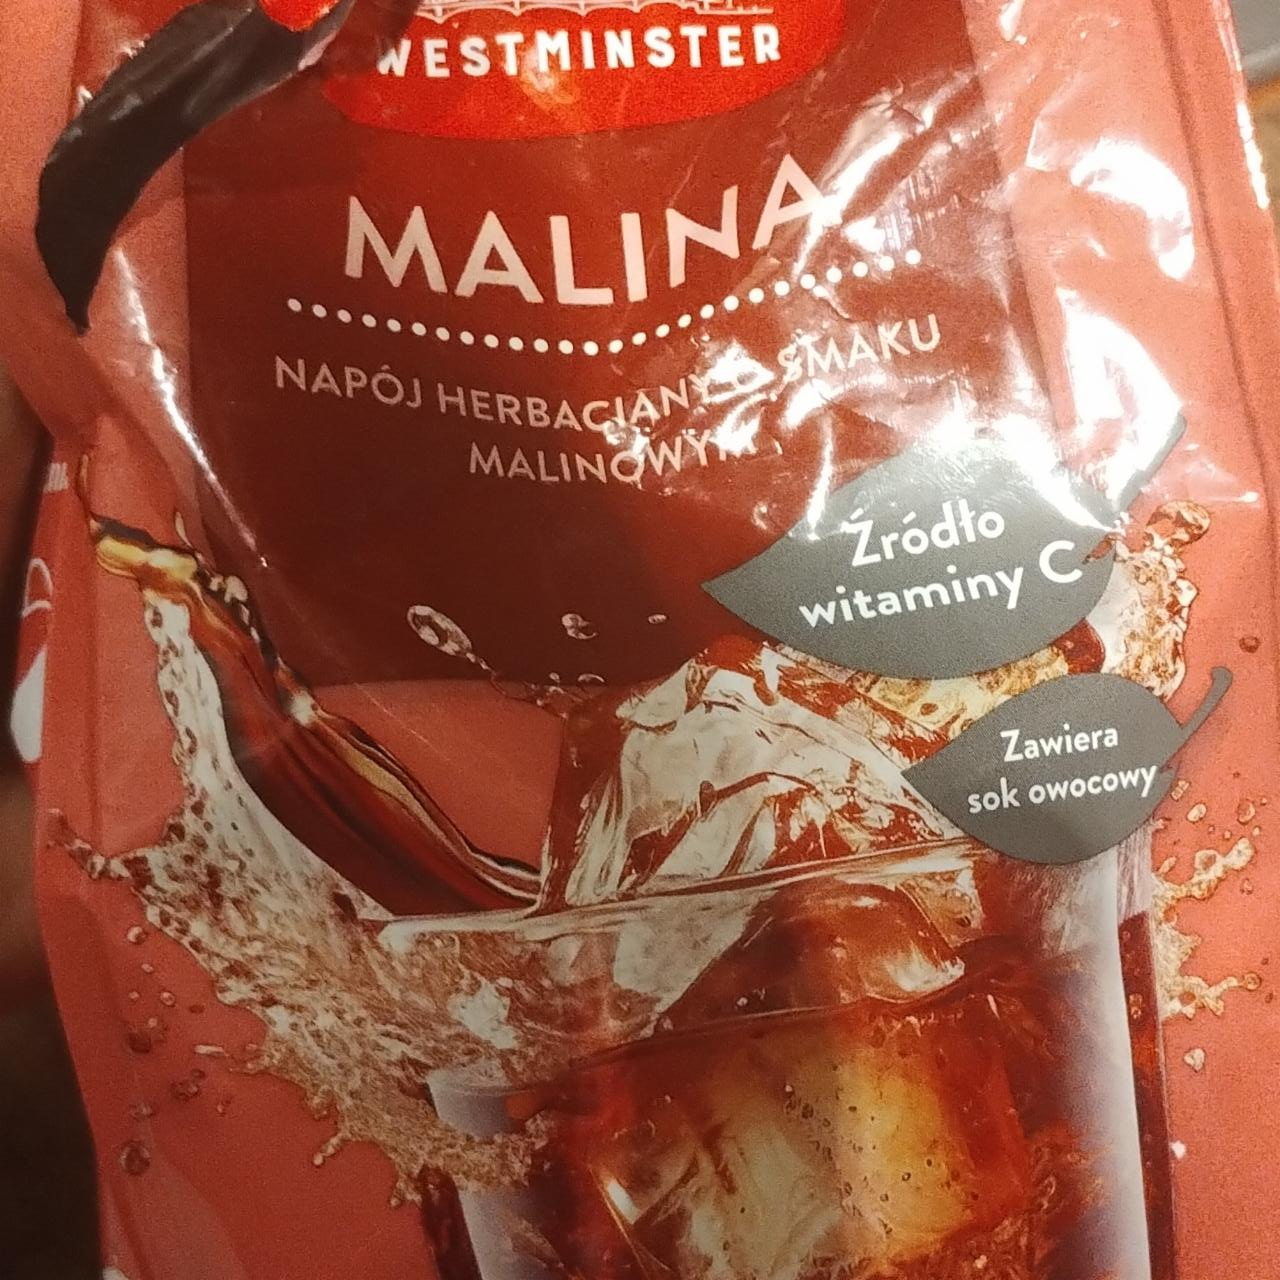 WESTMINSTER
MALINA
NAPÓJ HERBACIANY O SMAKU
MALINOWYM
Źródło
witaminy C
Zawiera
sok owocowy